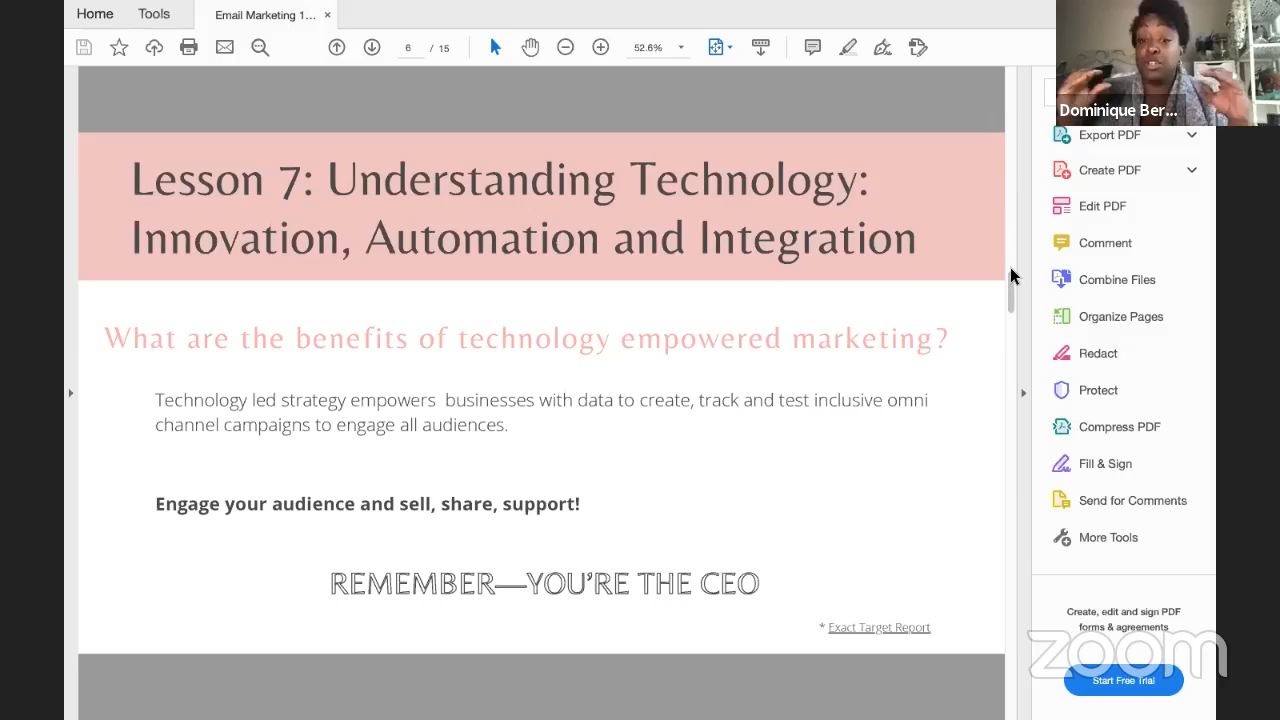 Home
Tools
Email Marketing 1...
×
6
/ 15
52.6%
Dominique Ber...
Lesson 7: Understanding Technology:
Innovation, Automation and Integration
What are the benefits of technology empowered marketing?
Technology led strategy empowers businesses with data to create, track and test inclusive omni
channel campaigns to engage all audiences.
Engage your audience and sell, share, support!
REMEMBER—YOU'RE THE CEO
* Exact Target Report
Export PDF
Create PDF
Edit PDF
Comment
Combine Files
Organize Pages
Redact
Protect
Compress PDF
Fill & Sign
Send for Comments
More Tools
Create, edit and sign PDF
forms & agreements
Start Free Trial
zoom